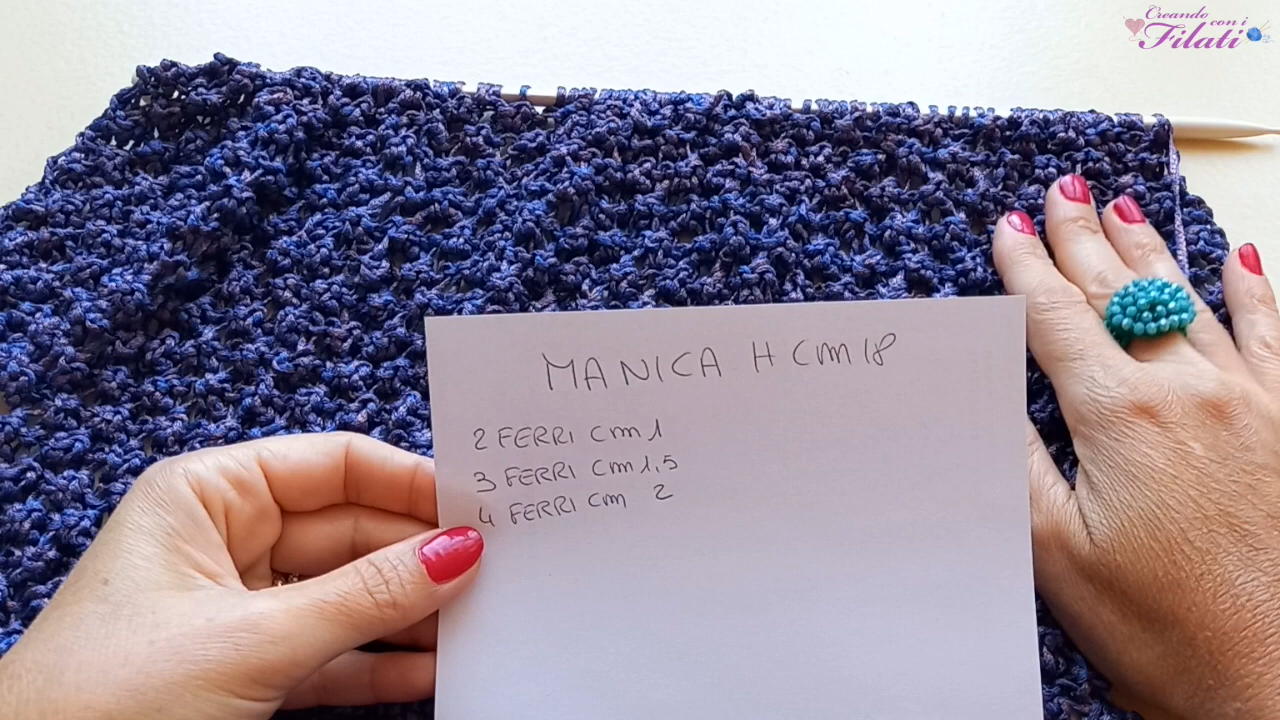 Creando
con i
Filati
MANICA H cm 18
2 FERRI cm 1
3 FERRI cm 1,5
4 FERRI cm 2